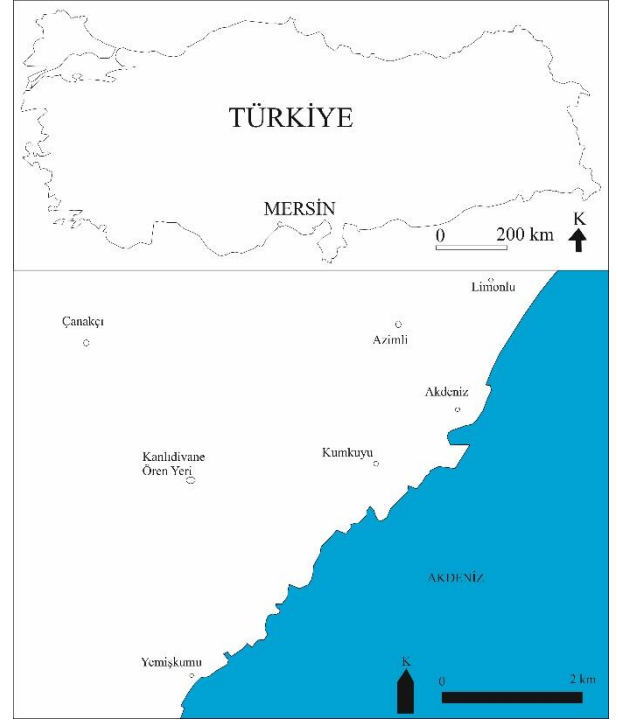 TÜRKİYE
MERSİN
K
0 200 km
Limonlu
Çanakçı
Azimli
Akdeniz
Kanlıdivane
Ören Yeri
Kumkuyu
AKDENİZ
Yemişkumu
K
0 2 km